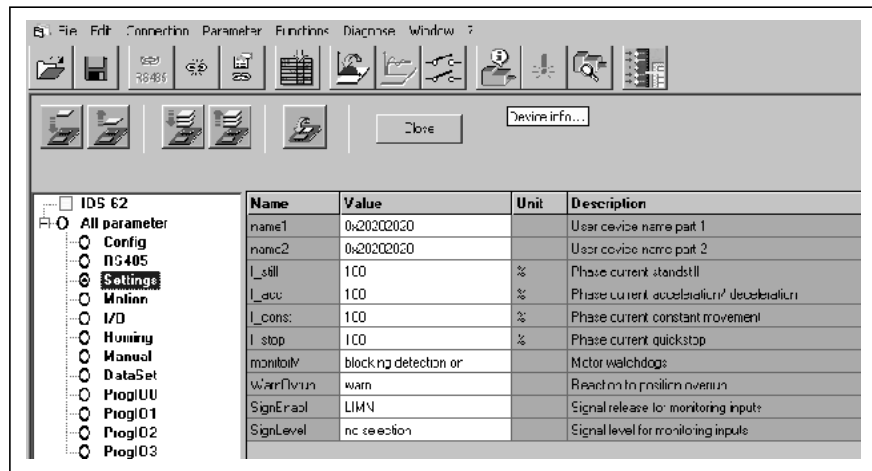 File Edit Connection Parameter Functions Diagnose Window ?
RS485
Close
Device info...
IDS 62
All parameter
Config
RS485
Settings
Motion
I/O
Homing
Manual
DataSet
ProgIO0
ProgIO1
ProgIO2
ProgIO3
Name Value Unit Description
name1 0x20202020 User device name part 1
name2 0x20202020 User device name part 2
I_still 100 % Phase current standstill
I_acc 100 % Phase current acceleration/ deceleration
I_const 100 % Phase current constant movement
I_stop 100 % Phase current quickstop
monitorM blocking detection on Motor watchdogs
WarnOvrun warn Reaction to position overrun
SignEnabl LIMN Signal release for monitoring inputs
SignLevel no selection Signal level for monitoring inputs